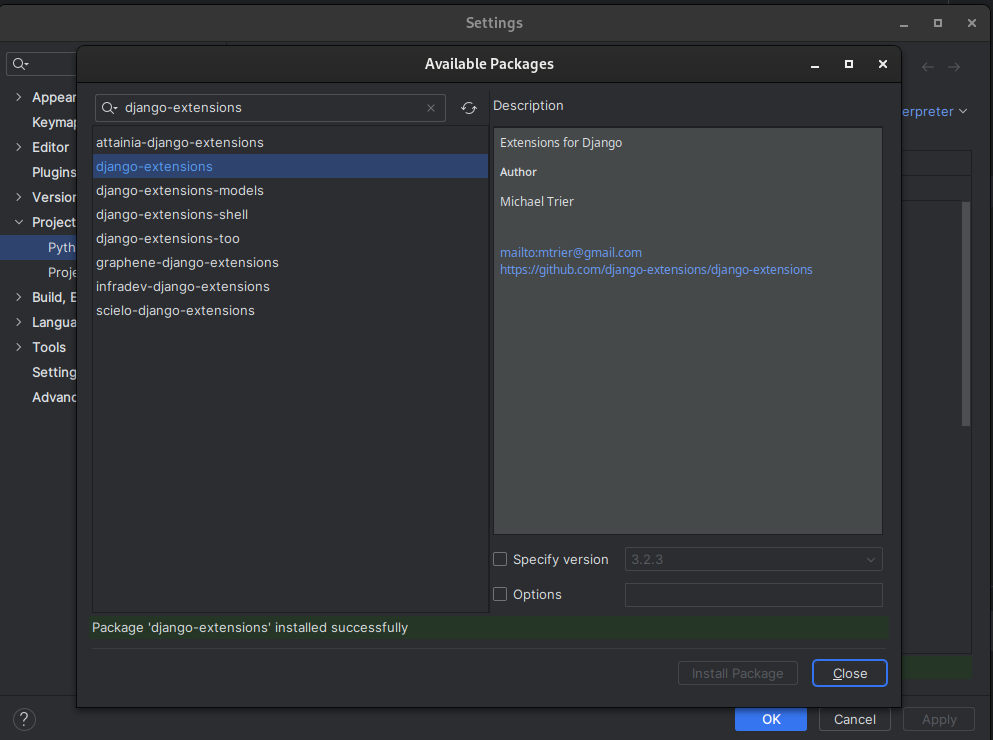 Settings
Available Packages
django-extensions
attainia-django-extensions
django-extensions
django-extensions-models
django-extensions-shell
django-extensions-too
graphene-django-extensions
infradev-django-extensions
scielo-django-extensions
Description
Extensions for Django
Author
Michael Trier
mailto:mtrier@gmail.com
https://github.com/django-extensions/django-extensions
Specify version 3.2.3
Options
Package 'django-extensions' installed successfully
Install Package Close
Appear
Keymap
Editor
Plugins
Version
Project
Pyth
Proje
Build, E
Langua
Tools
Setting
Advanc
erpreter
? OK Cancel Apply